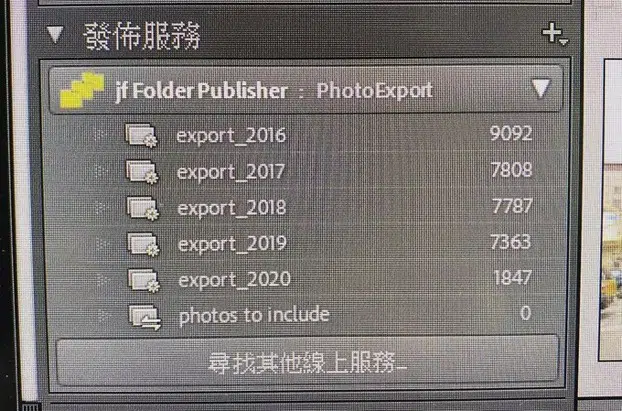 發佈服務
jf Folder Publisher : PhotoExport
export_2016 9092
export_2017 7808
export_2018 7787
export_2019 7363
export_2020 1847
photos to include 0
尋找其他線上服務...